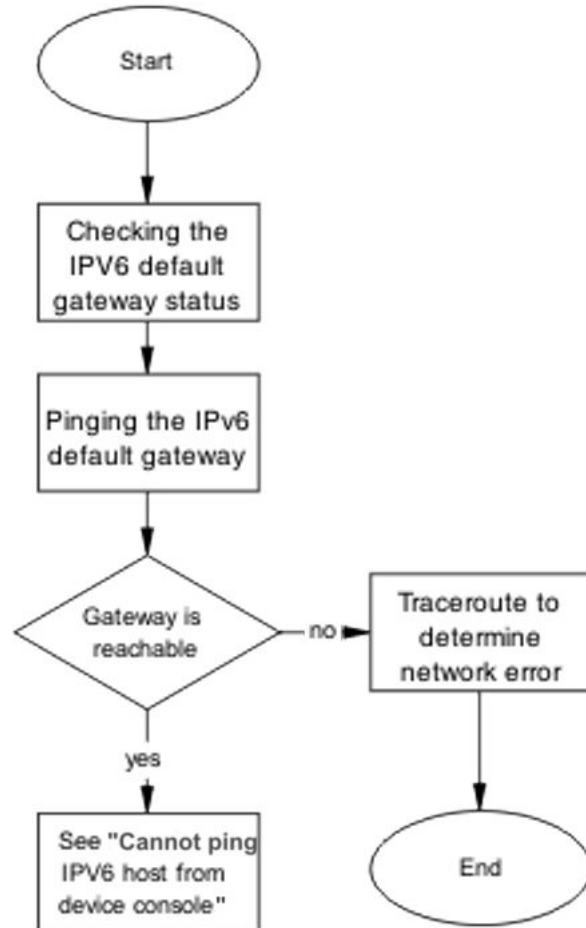 Start
Checking the
IPV6 default
gateway status
Pinging the IPv6
default gateway
Gateway is
reachable
no
Traceroute to
determine
network error
yes
See "Cannot ping
IPV6 host from
device console"
End